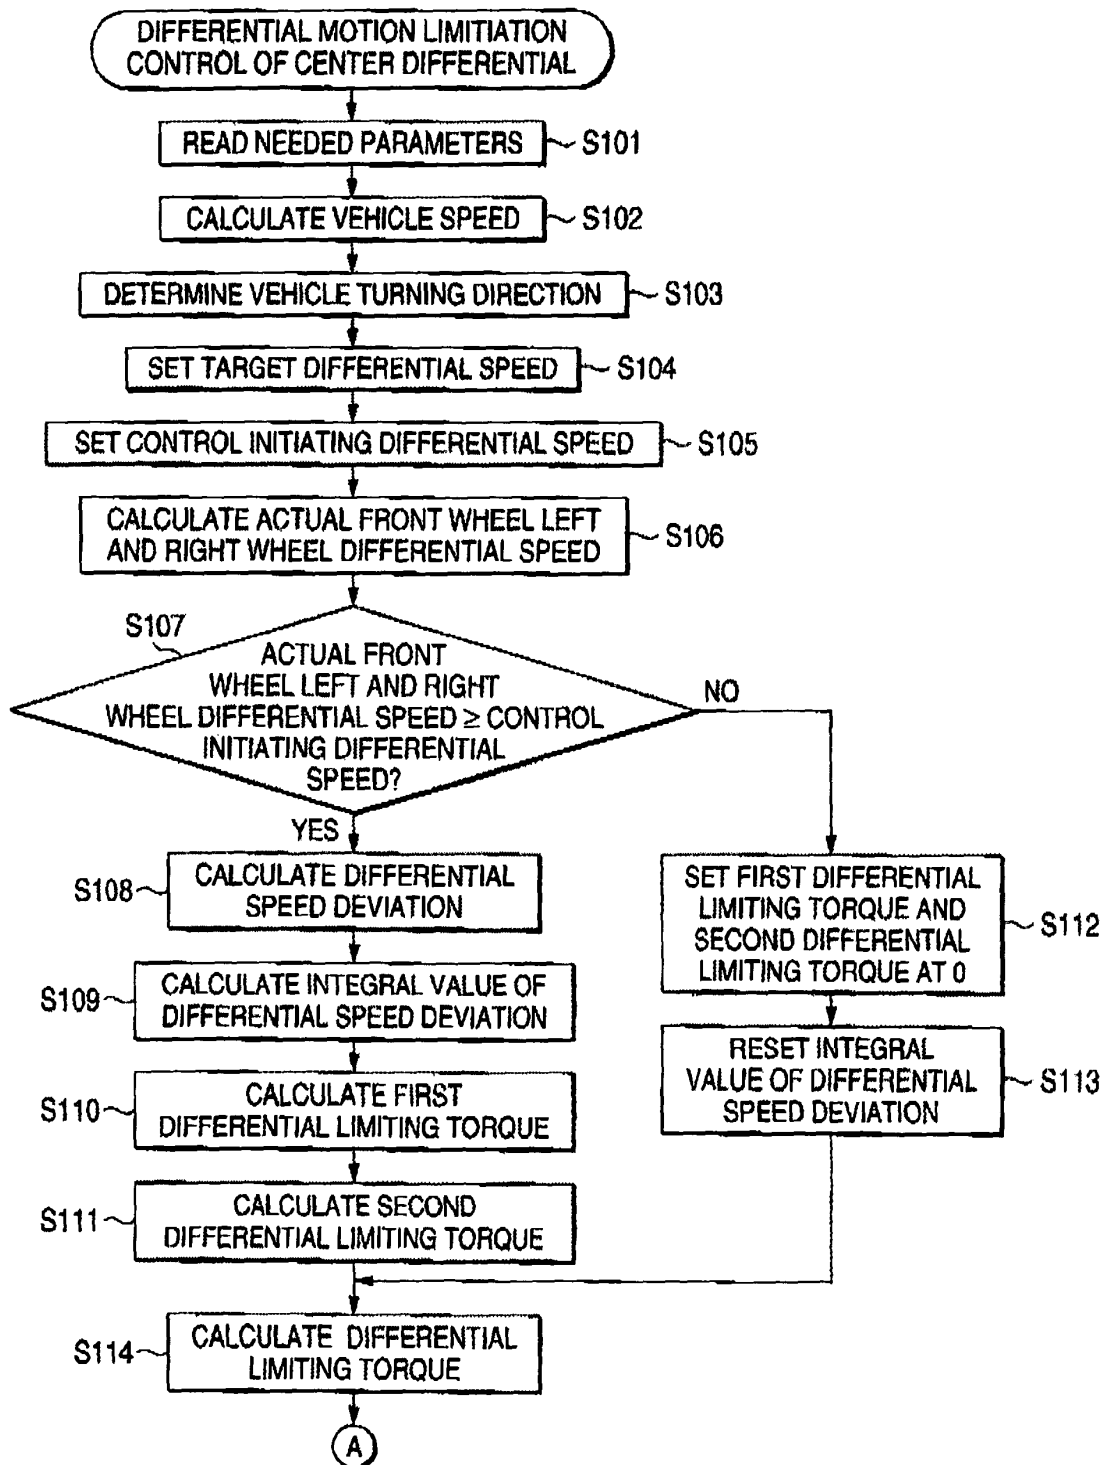 DIFFERENTIAL MOTION LIMITIATION
CONTROL OF CENTER DIFFERENTIAL
READ NEEDED PARAMETERS
S101
CALCULATE VEHICLE SPEED
S102
DETERMINE VEHICLE TURNING DIRECTION
S103
SET TARGET DIFFERENTIAL SPEED
S104
SET CONTROL INITIATING DIFFERENTIAL SPEED
S105
CALCULATE ACTUAL FRONT WHEEL LEFT
AND RIGHT WHEEL DIFFERENTIAL SPEED
S106
S107
ACTUAL FRONT
WHEEL LEFT AND RIGHT
WHEEL DIFFERENTIAL SPEED ≥ CONTROL
INITIATING DIFFERENTIAL
SPEED?
NO
YES
S108
CALCULATE DIFFERENTIAL
SPEED DEVIATION
S109
CALCULATE INTEGRAL VALUE OF
DIFFERENTIAL SPEED DEVIATION
S110
CALCULATE FIRST
DIFFERENTIAL LIMITING TORQUE
S111
CALCULATE SECOND
DIFFERENTIAL LIMITING TORQUE
SET FIRST DIFFERENTIAL
LIMITING TORQUE AND
SECOND DIFFERENTIAL
LIMITING TORQUE AT 0
S112
RESET INTEGRAL
VALUE OF DIFFERENTIAL
SPEED DEVIATION
S113
S114
CALCULATE DIFFERENTIAL
LIMITING TORQUE
A